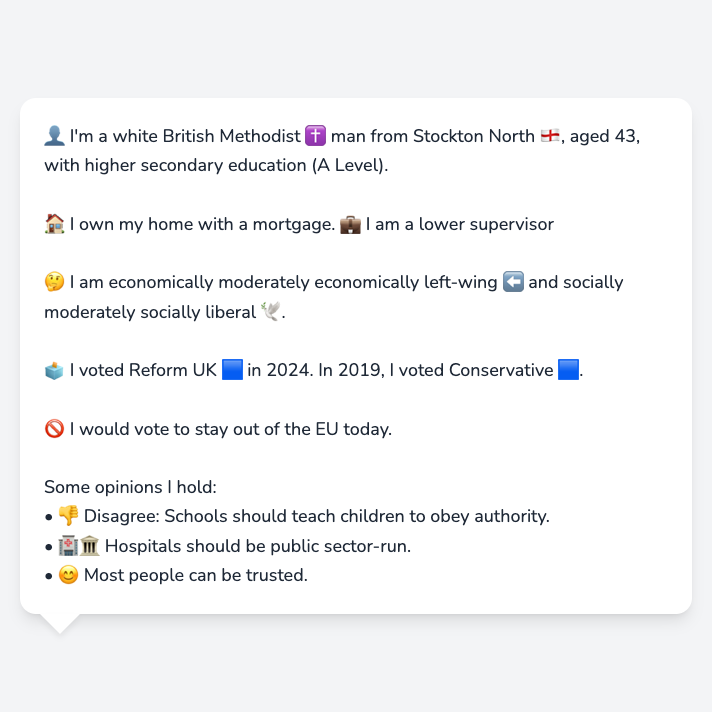 👤 I'm a white British Methodist ✝️ man from Stockton North 🏴󠁧󠁢󠁥󠁮󠁧󠁿, aged 43,
with higher secondary education (A Level).
🏠 I own my home with a mortgage. 💼 I am a lower supervisor
🤔 I am economically moderately economically left-wing ⬅️ and socially
moderately socially liberal 🕊️.
🗳️ I voted Reform UK 🟦 in 2024. In 2019, I voted Conservative 🟦.
🚫 I would vote to stay out of the EU today.
Some opinions I hold:
• 👎 Disagree: Schools should teach children to obey authority.
• 🏥🏛️ Hospitals should be public sector-run.
• 😊 Most people can be trusted.